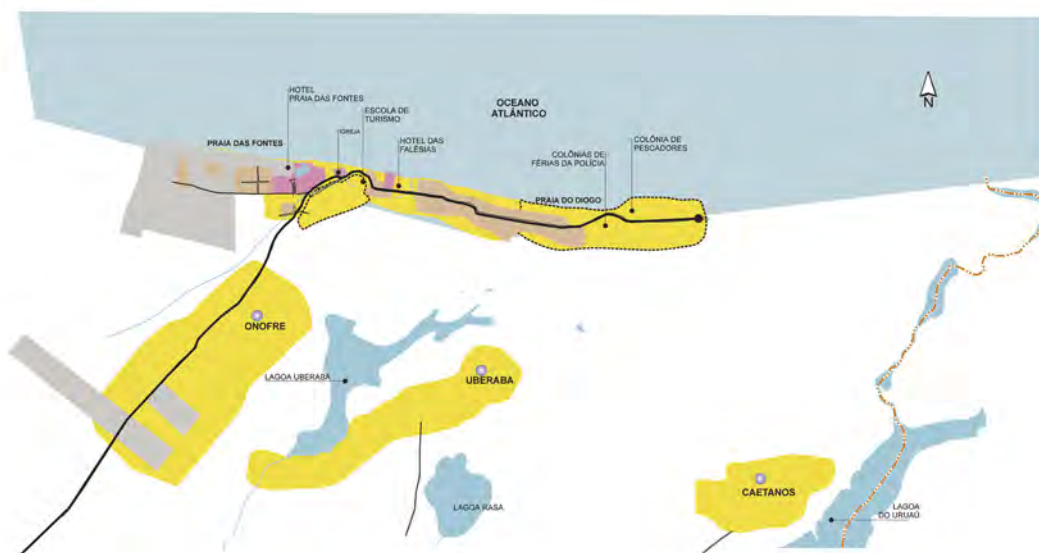 HOTEL
PRAIA DAS FONTES
ESCOLA DE
TURISMO
OCEANO
ATLÂNTICO
N
IGREJA
PRAIA DAS FONTES
HOTEL DAS
FALÉSIAS
COLÔNIAS DE
FÉRIAS DA POLÍCIA
COLÔNIA DE
PESCADORES
PRAIA DO DIOGO
ONOFRE
LAGOA UBERABA
UBERABA
LAGOA RASA
CAETANOS
LAGOA
DO URUAÚ